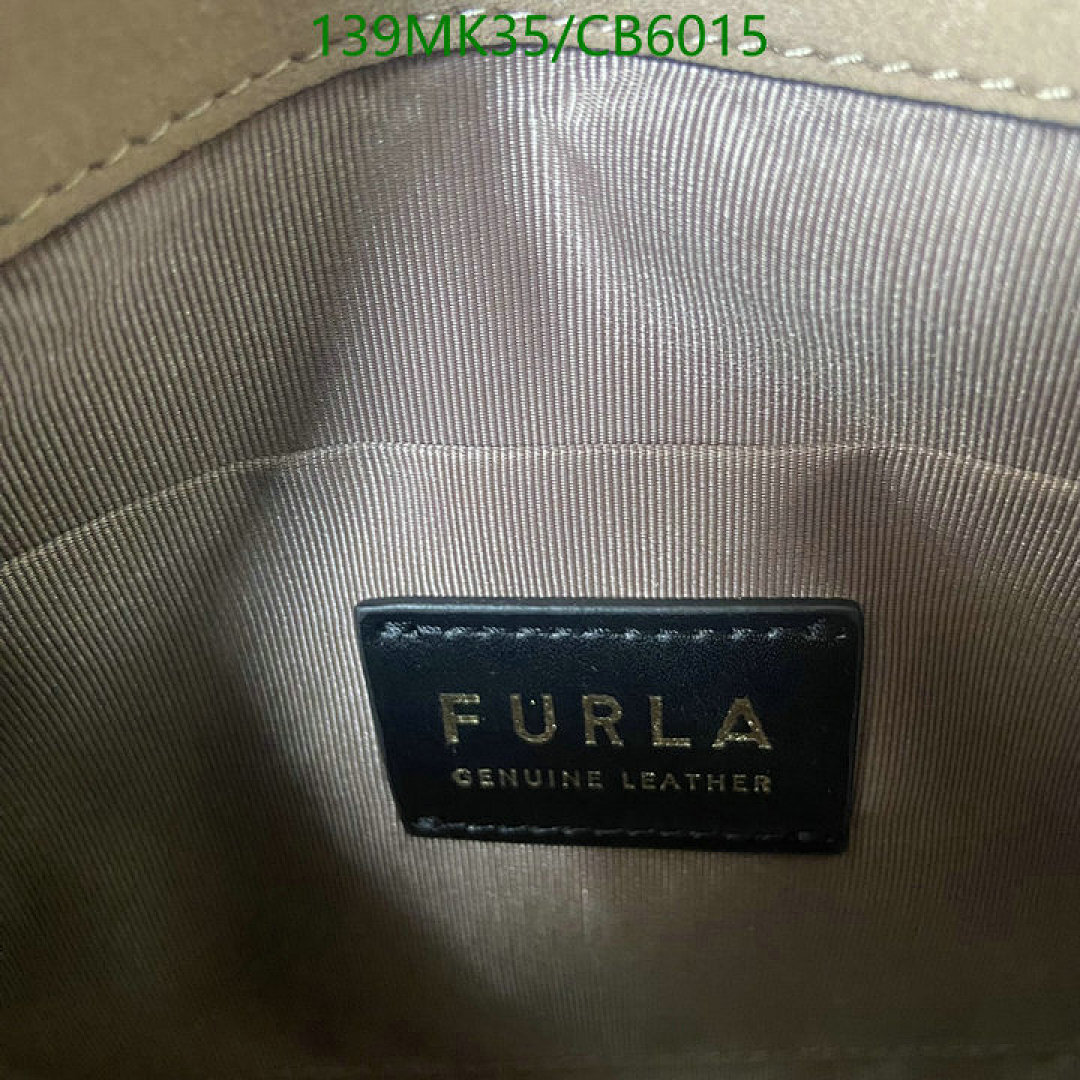 139MK35/CB6015
FURLA
GENUINE LEATHER